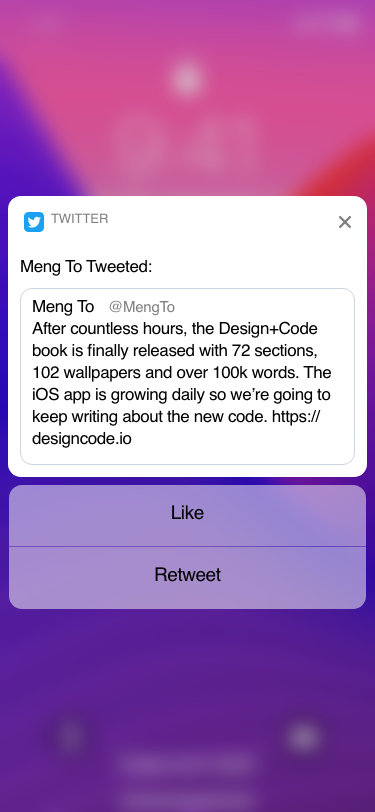 9:41
TWITTER
Meng To Tweeted:
Meng To @MengTo
After countless hours, the Design+Code
book is finally released with 72 sections,
102 wallpapers and over 100k words. The
iOS app is growing daily so we’re going to
keep writing about the new code. https://
designcode.io
Like
Retweet